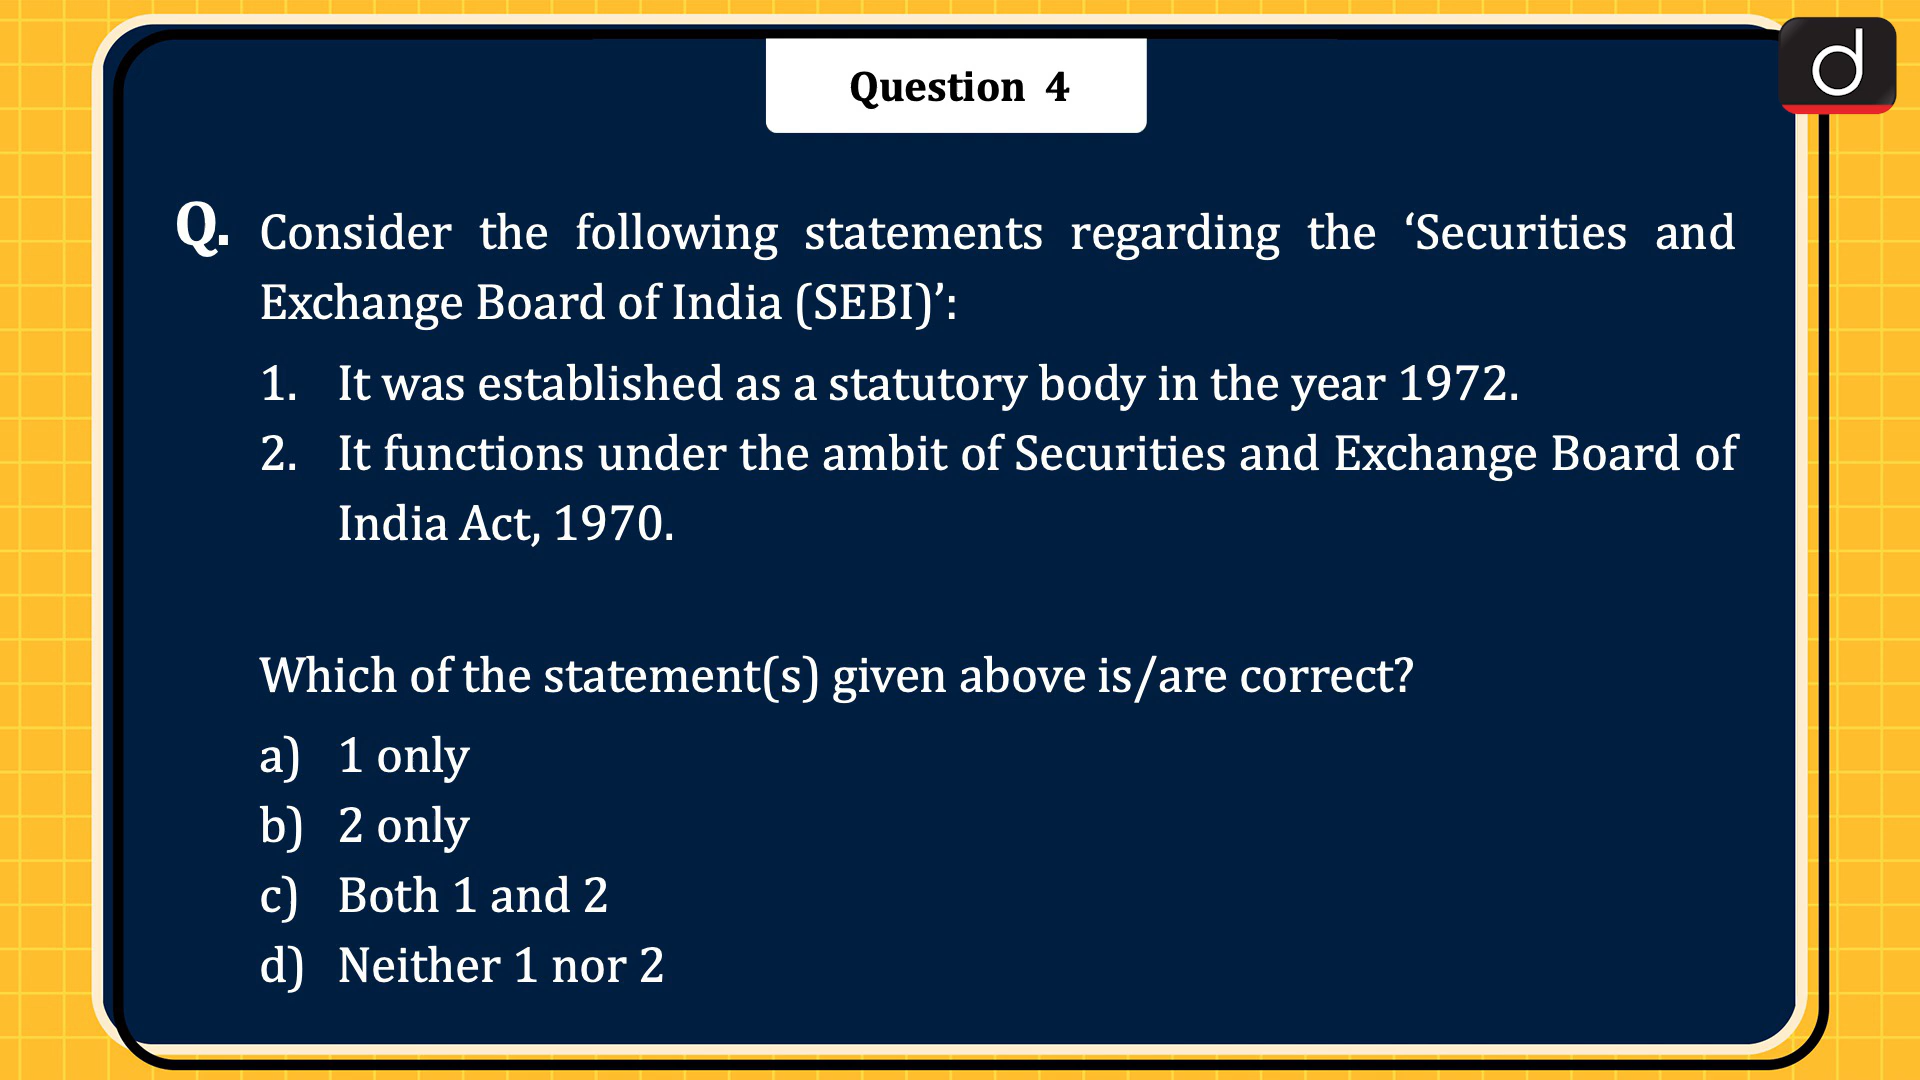 Question 4
d
Q. Consider the following statements regarding the ‘Securities and
Exchange Board of India (SEBI)’:
1. It was established as a statutory body in the year 1972.
2. It functions under the ambit of Securities and Exchange Board of
India Act, 1970.
Which of the statement(s) given above is/are correct?
a) 1 only
b) 2 only
c) Both 1 and 2
d) Neither 1 nor 2